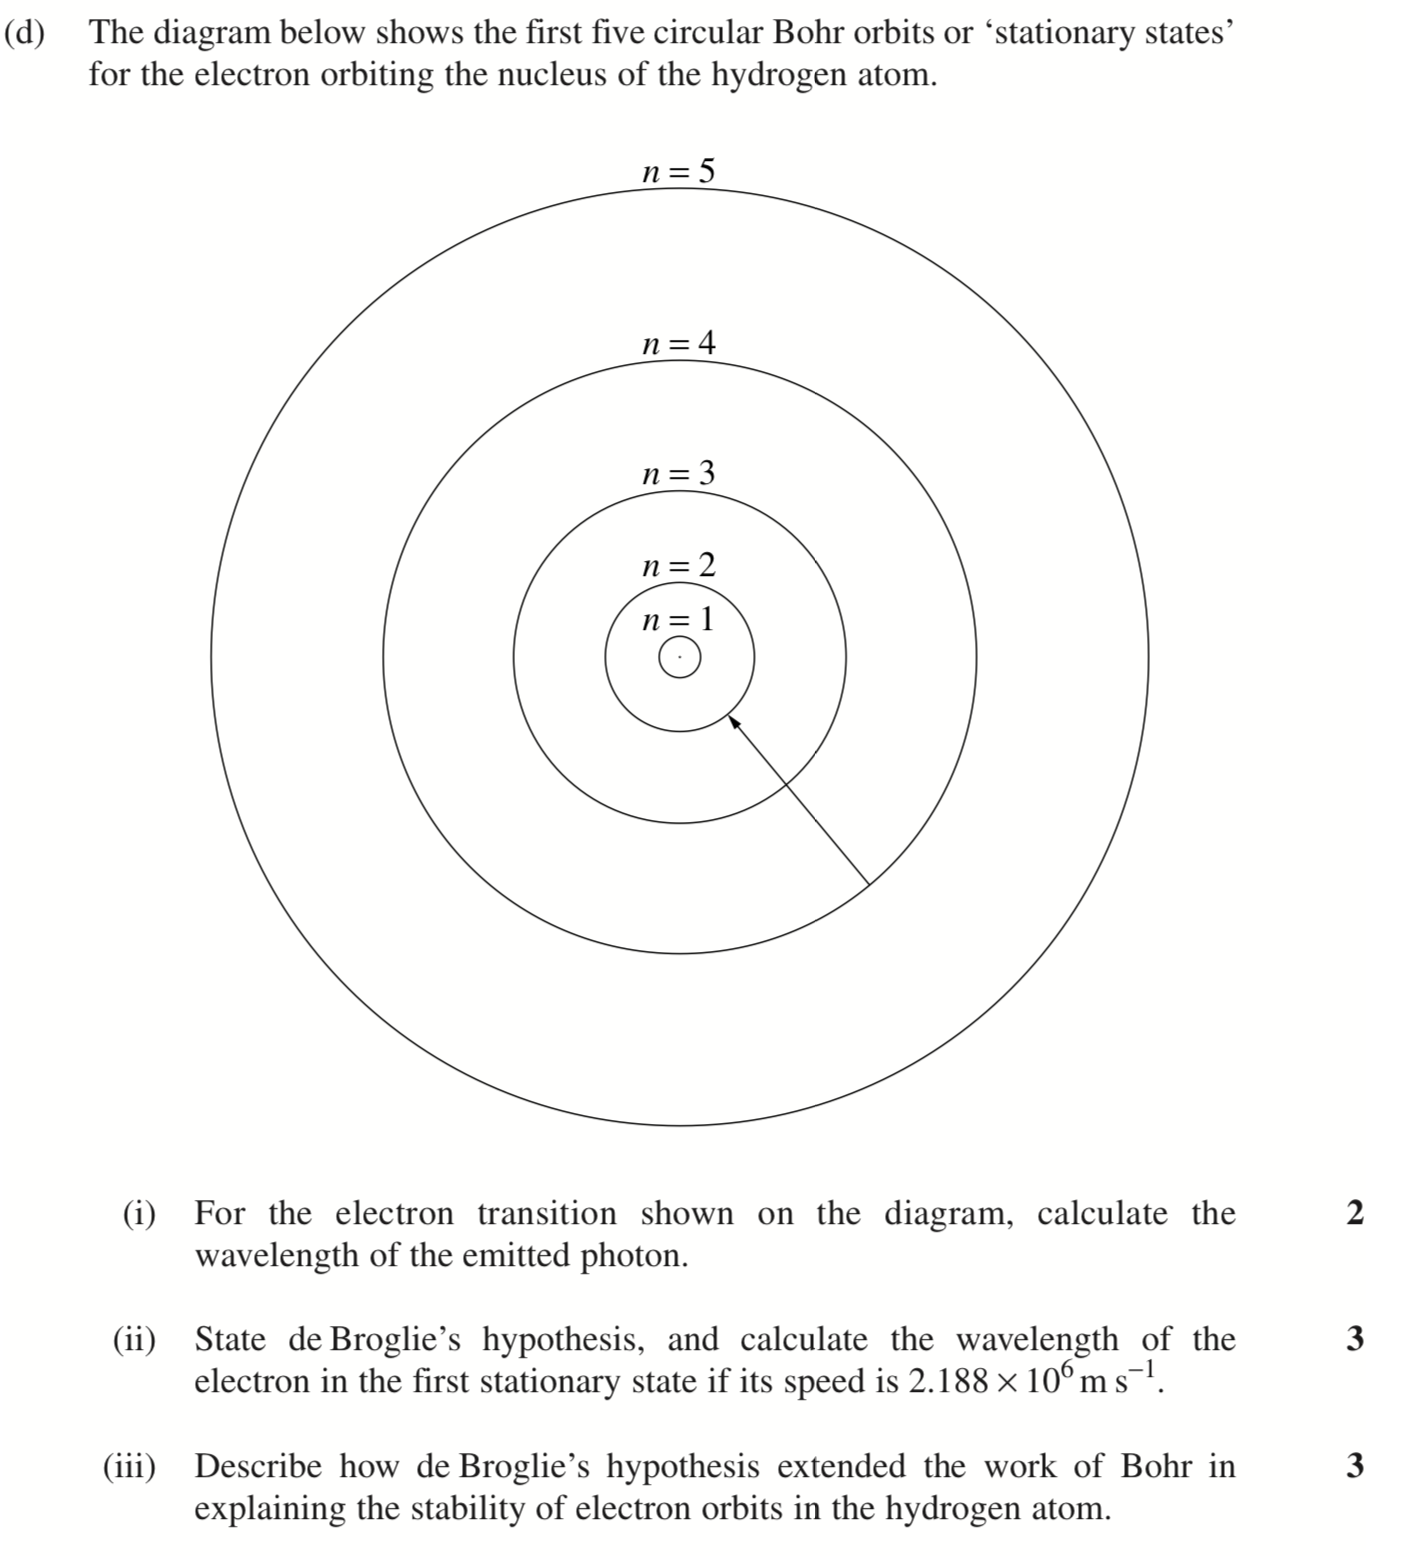 (d) The diagram below shows the first five circular Bohr orbits or ‘stationary states’
for the electron orbiting the nucleus of the hydrogen atom.
n = 5
n = 4
n = 3
n = 2
n = 1
(i) For the electron transition shown on the diagram, calculate the 2
wavelength of the emitted photon.
(ii) State de Broglie’s hypothesis, and calculate the wavelength of the 3
electron in the first stationary state if its speed is 2.188 × 10⁶ m s⁻¹.
(iii) Describe how de Broglie’s hypothesis extended the work of Bohr in 3
explaining the stability of electron orbits in the hydrogen atom.